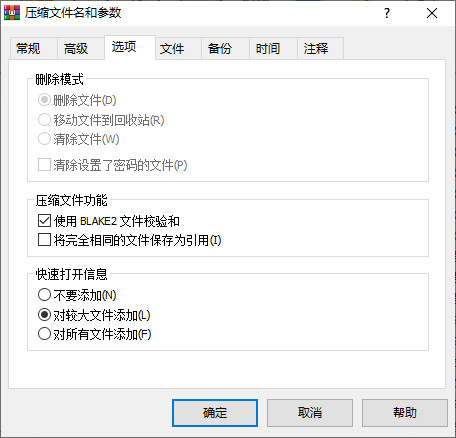 压缩文件名和参数
常规 高级 选项 文件 备份 时间 注释
删除模式
删除文件(D)
移动文件到回收站(R)
清除文件(W)
清除设置了密码的文件(P)
压缩文件功能
使用 BLAKE2 文件校验和
将完全相同的文件保存为引用(I)
快速打开信息
不要添加(N)
对较大文件添加(L)
对所有文件添加(F)
确定 取消 帮助